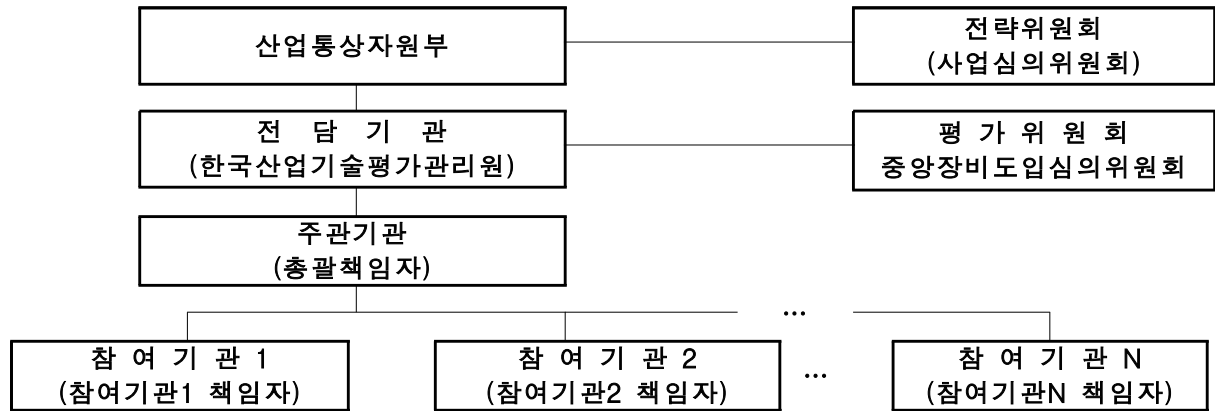 산업통상자원부
전략위원회
(사업심의위원회)
전 담 기 관
(한국산업기술평가관리원)
평 가 위 원 회
중앙장비도입심의위원회
주관기관
(총괄책임자)
...
참 여 기 관 1
(참여기관1 책임자)
참 여 기 관 2
(참여기관2 책임자)
...
참 여 기 관 N
(참여기관N 책임자)